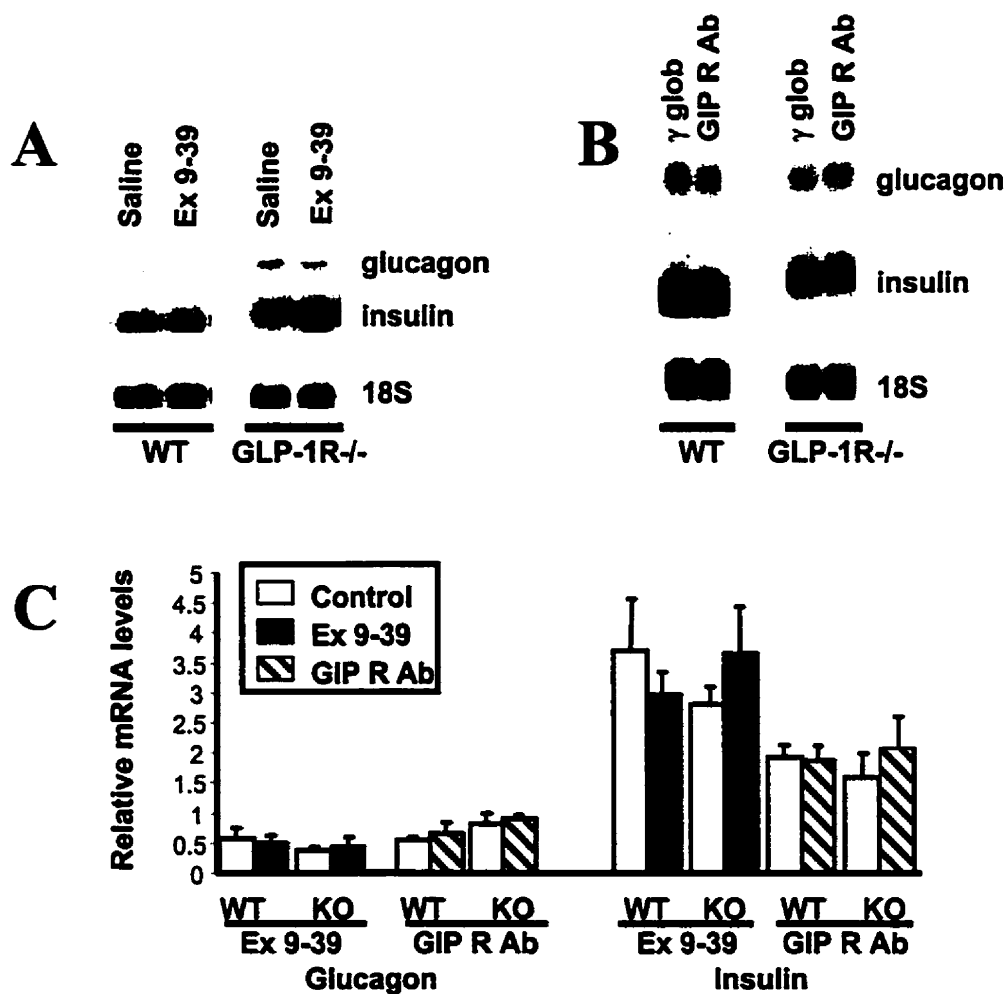 A
Saline
Ex 9-39
Saline
Ex 9-39
glucagon
insulin
18S
WT
GLP-1R-/-
B
γ glob
GIP R Ab
γ glob
GIP R Ab
glucagon
insulin
18S
WT
GLP-1R-/-
C
Relative mRNA levels
5
4.5
4
3.5
3
2.5
2
1.5
1
0.5
0
Control
Ex 9-39
GIP R Ab
WT KO WT KO WT KO WT KO
Ex 9-39 GIP R Ab Ex 9-39 GIP R Ab
Glucagon Insulin